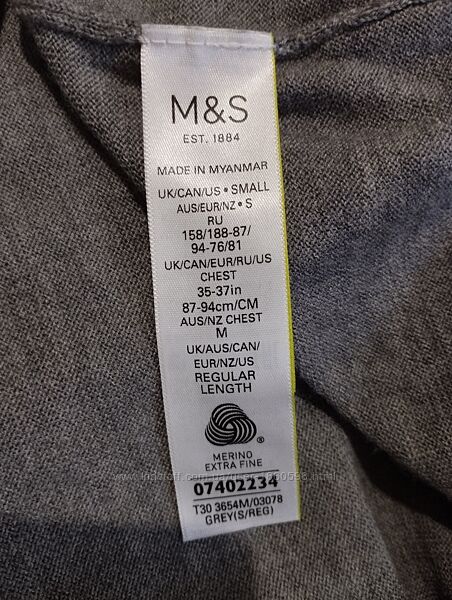 M&S
EST. 1884
MADE IN MYANMAR
UK/CAN/US • SMALL
AUS/EUR/NZ • S
RU
158/188-87/
94-76/81
UK/CAN/EUR/RU/US
CHEST
35-37in
87-94cm/CM
AUS/NZ CHEST
M
UK/AUS/CAN/
EUR/NZ/US
REGULAR
LENGTH
®
MERINO
EXTRA FINE
07402234
T30 3654M/03078
GREY(S/REG)